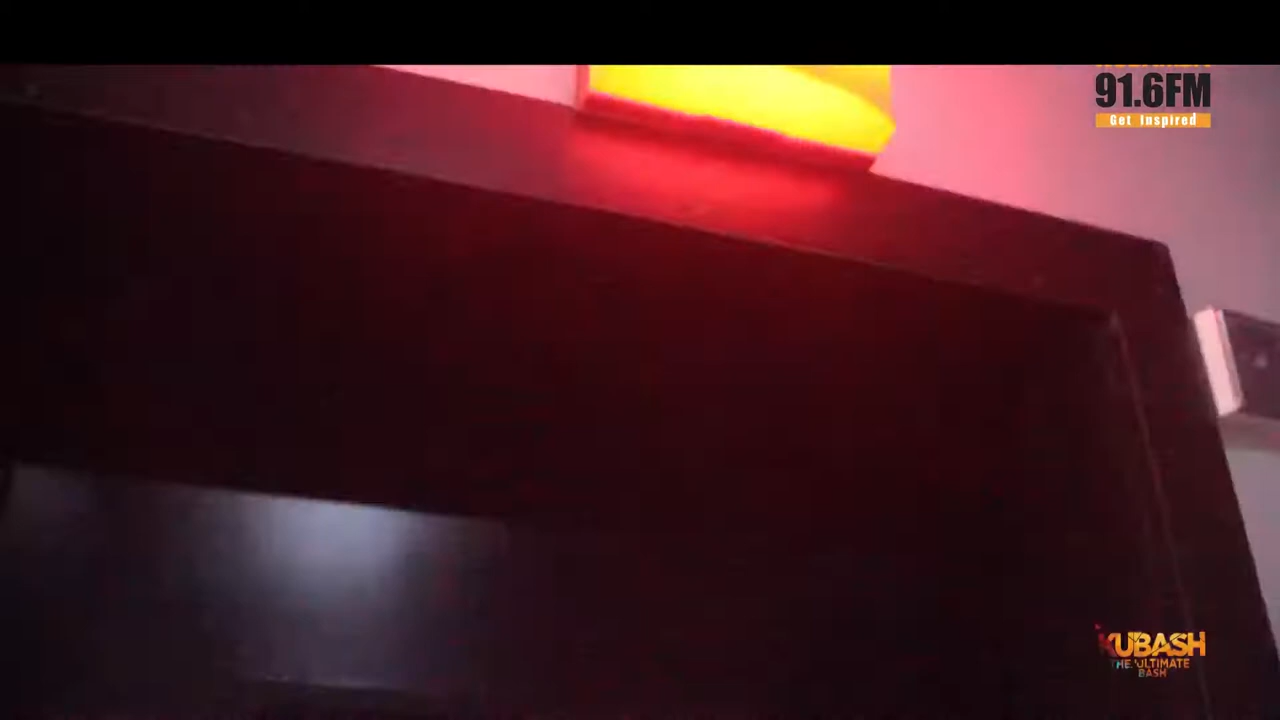 91.6FM
Get Inspired
KUBASH
THE ULTIMATE
BASH